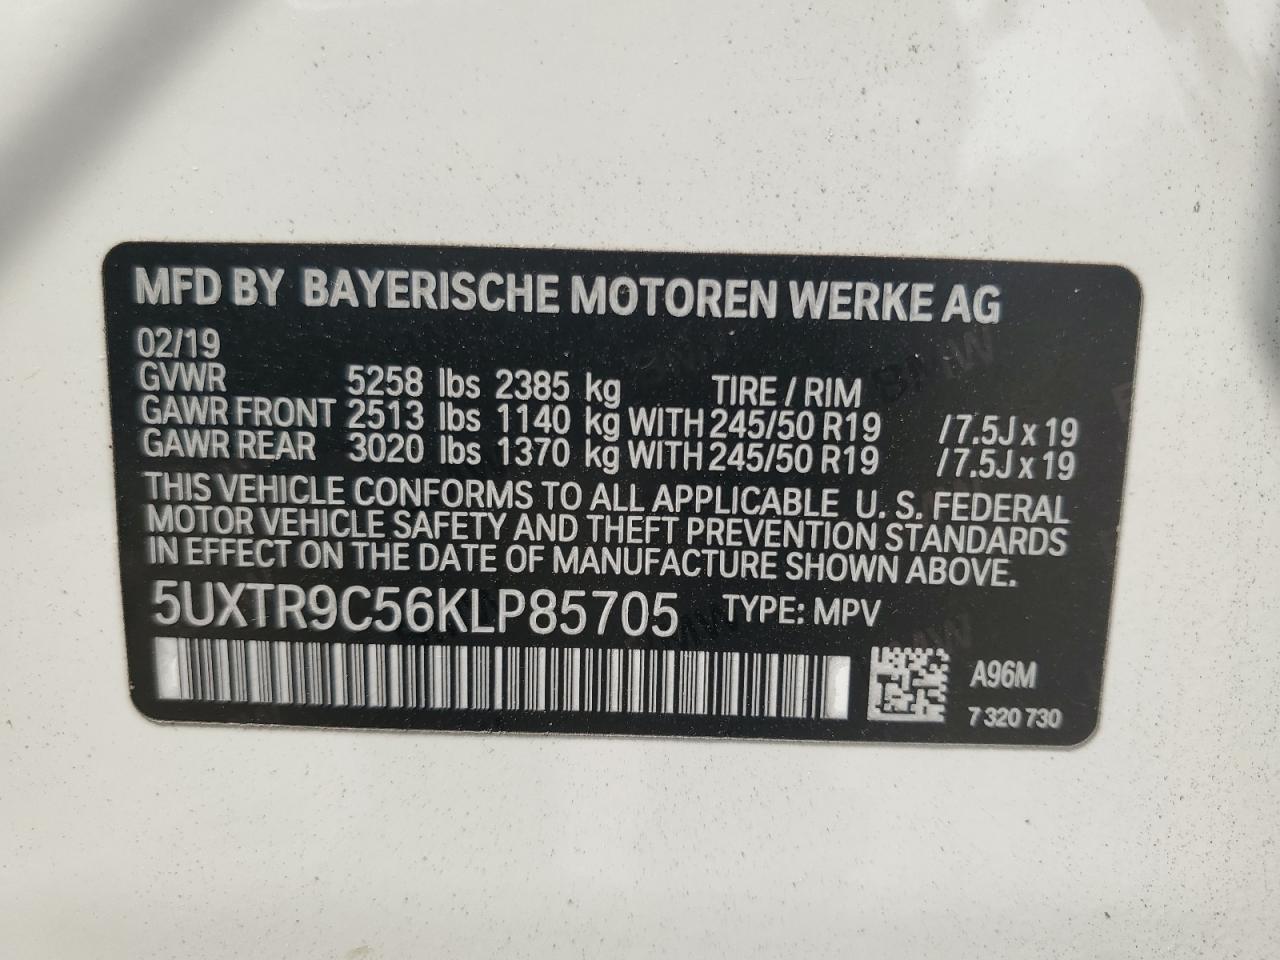 MFD BY BAYERISCHE MOTOREN WERKE AG
02/19
GVWR 5258 lbs 2385 kg TIRE / RIM
GAWR FRONT 2513 lbs 1140 kg WITH 245/50 R19 / 7.5J x 19
GAWR REAR 3020 lbs 1370 kg WITH 245/50 R19 / 7.5J x 19
THIS VEHICLE CONFORMS TO ALL APPLICABLE U. S. FEDERAL
MOTOR VEHICLE SAFETY AND THEFT PREVENTION STANDARDS
IN EFFECT ON THE DATE OF MANUFACTURE SHOWN ABOVE.
5UXTR9C56KLP85705 TYPE: MPV
A96M
7 320 730